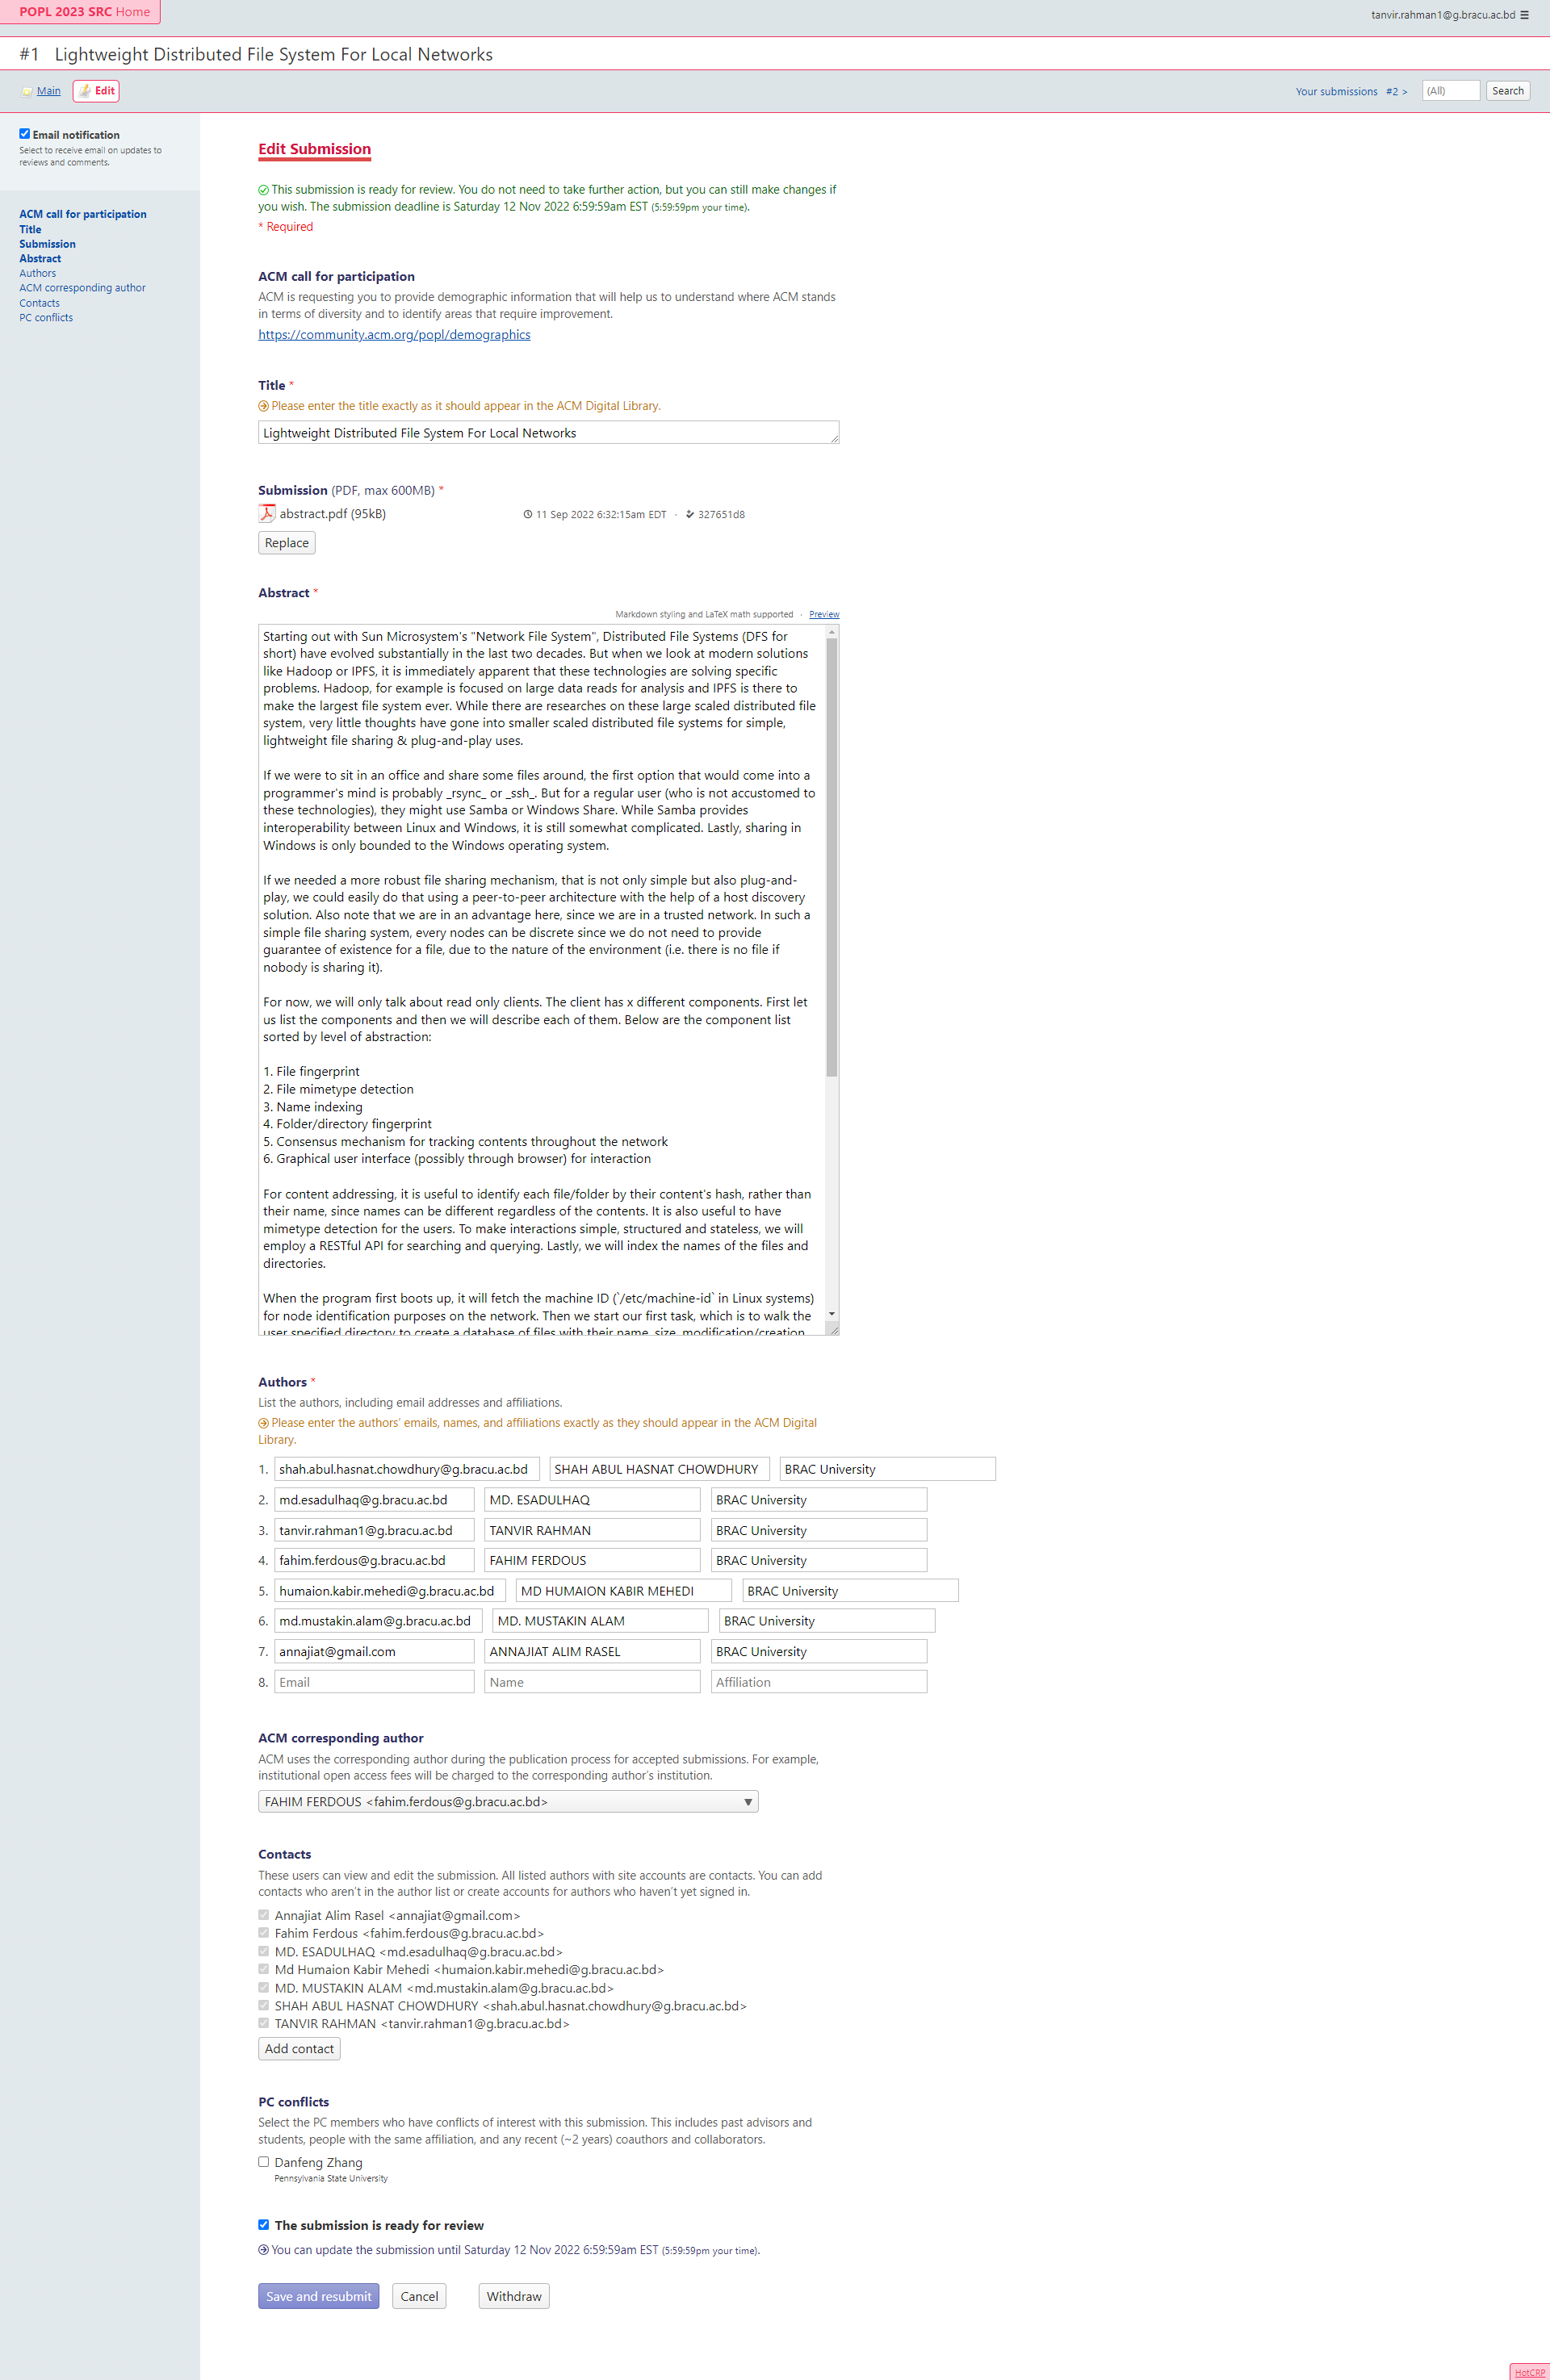 POPL 2023 SRC Home
tanvir.rahman1@g.bracu.ac.bd ☰
#1 Lightweight Distributed File System For Local Networks
Main Edit
Your submissions #2 > (All) Search
Email notification
Select to receive email on updates to
reviews and comments.
ACM call for participation
Title
Submission
Abstract
Authors
ACM corresponding author
Contacts
PC conflicts
Edit Submission
This submission is ready for review. You do not need to take further action, but you can still make changes if
you wish. The submission deadline is Saturday 12 Nov 2022 6:59:59am EST (5:59:59pm your time).
* Required
ACM call for participation
ACM is requesting you to provide demographic information that will help us to understand where ACM stands
in terms of diversity and to identify areas that require improvement.
https://community.acm.org/popl/demographics
Title *
Please enter the title exactly as it should appear in the ACM Digital Library.
Lightweight Distributed File System For Local Networks
Submission (PDF, max 600MB) *
abstract.pdf (95kB) 11 Sep 2022 6:32:15am EDT · 327651d8
Replace
Abstract *
Markdown styling and LaTeX math supported · Preview
Starting out with Sun Microsystem's "Network File System", Distributed File Systems (DFS for
short) have evolved substantially in the last two decades. But when we look at modern solutions
like Hadoop or IPFS, it is immediately apparent that these technologies are solving specific
problems. Hadoop, for example is focused on large data reads for analysis and IPFS is there to
make the largest file system ever. While there are researches on these large scaled distributed file
system, very little thoughts have gone into smaller scaled distributed file systems for simple,
lightweight file sharing & plug-and-play uses.
If we were to sit in an office and share some files around, the first option that would come into a
programmer's mind is probably _rsync_ or _ssh_. But for a regular user (who is not accustomed to
these technologies), they might use Samba or Windows Share. While Samba provides
interoperability between Linux and Windows, it is still somewhat complicated. Lastly, sharing in
Windows is only bounded to the Windows operating system.
If we needed a more robust file sharing mechanism, that is not only simple but also plug-and-
play, we could easily do that using a peer-to-peer architecture with the help of a host discovery
solution. Also note that we are in an advantage here, since we are in a trusted network. In such a
simple file sharing system, every nodes can be discrete since we do not need to provide
guarantee of existence for a file, due to the nature of the environment (i.e. there is no file if
nobody is sharing it).
For now, we will only talk about read only clients. The client has x different components. First let
us list the components and then we will describe each of them. Below are the component list
sorted by level of abstraction:
1. File fingerprint
2. File mimetype detection
3. Name indexing
4. Folder/directory fingerprint
5. Consensus mechanism for tracking contents throughout the network
6. Graphical user interface (possibly through browser) for interaction
For content addressing, it is useful to identify each file/folder by their content's hash, rather than
their name, since names can be different regardless of the contents. It is also useful to have
mimetype detection for the users. To make interactions simple, structured and stateless, we will
employ a RESTful API for searching and querying. Lastly, we will index the names of the files and
directories.
When the program first boots up, it will fetch the machine ID (`/etc/machine-id` in Linux systems)
for node identification purposes on the network. Then we start our first task, which is to walk the
user specified directory to create a database of files with their name, size, modification/creation
Authors *
List the authors, including email addresses and affiliations.
Please enter the authors' emails, names, and affiliations exactly as they should appear in the ACM Digital
Library.
1. shah.abul.hasnat.chowdhury@g.bracu.ac.bd SHAH ABUL HASNAT CHOWDHURY BRAC University
2. md.esadulhaq@g.bracu.ac.bd MD. ESADULHAQ BRAC University
3. tanvir.rahman1@g.bracu.ac.bd TANVIR RAHMAN BRAC University
4. fahim.ferdous@g.bracu.ac.bd FAHIM FERDOUS BRAC University
5. humaion.kabir.mehedi@g.bracu.ac.bd MD HUMAION KABIR MEHEDI BRAC University
6. md.mustakin.alam@g.bracu.ac.bd MD. MUSTAKIN ALAM BRAC University
7. annajiat@gmail.com ANNAJIAT ALIM RASEL BRAC University
8. Email Name Affiliation
ACM corresponding author
ACM uses the corresponding author during the publication process for accepted submissions. For example,
institutional open access fees will be charged to the corresponding author's institution.
FAHIM FERDOUS <fahim.ferdous@g.bracu.ac.bd>
Contacts
These users can view and edit the submission. All listed authors with site accounts are contacts. You can add
contacts who aren't in the author list or create accounts for authors who haven't yet signed in.
Annajiat Alim Rasel <annajiat@gmail.com>
Fahim Ferdous <fahim.ferdous@g.bracu.ac.bd>
MD. ESADULHAQ <md.esadulhaq@g.bracu.ac.bd>
Md Humaion Kabir Mehedi <humaion.kabir.mehedi@g.bracu.ac.bd>
MD. MUSTAKIN ALAM <md.mustakin.alam@g.bracu.ac.bd>
SHAH ABUL HASNAT CHOWDHURY <shah.abul.hasnat.chowdhury@g.bracu.ac.bd>
TANVIR RAHMAN <tanvir.rahman1@g.bracu.ac.bd>
Add contact
PC conflicts
Select the PC members who have conflicts of interest with this submission. This includes past advisors and
students, people with the same affiliation, and any recent (~2 years) coauthors and collaborators.
Danfeng Zhang
Pennsylvania State University
The submission is ready for review
You can update the submission until Saturday 12 Nov 2022 6:59:59am EST (5:59:59pm your time).
Save and resubmit Cancel Withdraw
HotCRP